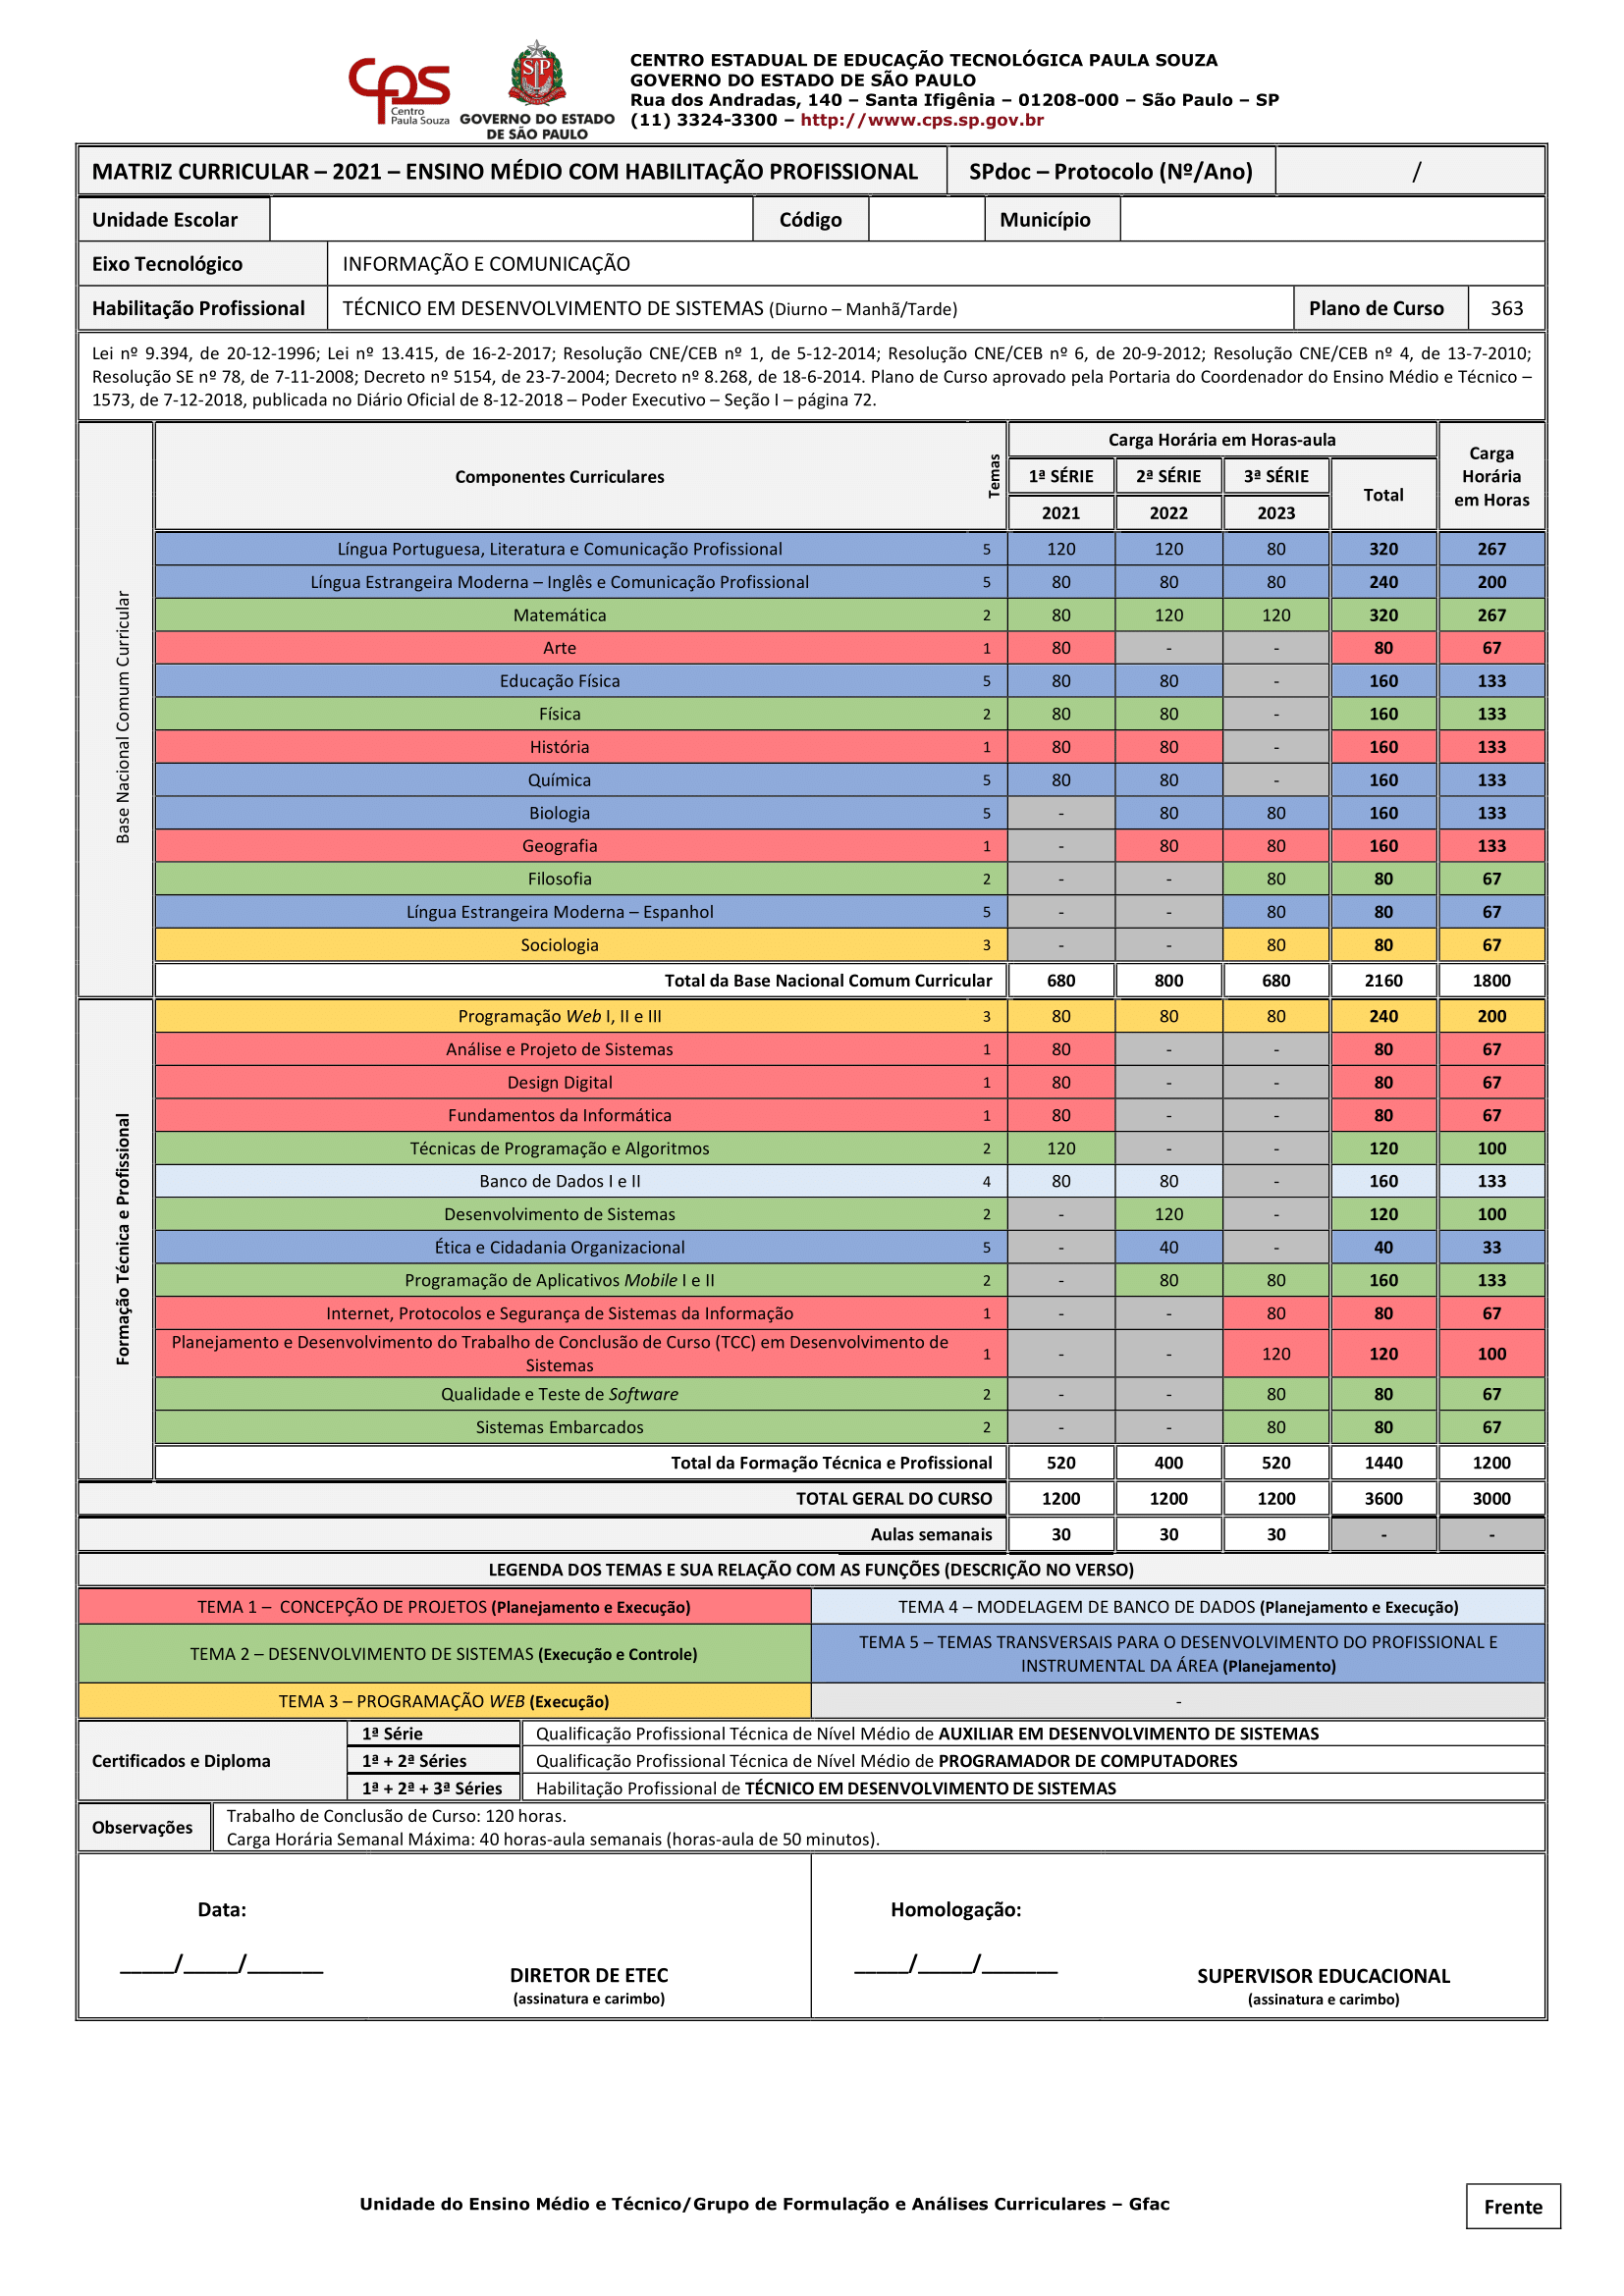 cps
Centro
Paula Souza
SP
GOVERNO DO ESTADO
DE SÃO PAULO
CENTRO ESTADUAL DE EDUCAÇÃO TECNOLÓGICA PAULA SOUZA
GOVERNO DO ESTADO DE SÃO PAULO
Rua dos Andradas, 140 – Santa Ifigênia – 01208-000 – São Paulo – SP
(11) 3324-3300 – http://www.cps.sp.gov.br
MATRIZ CURRICULAR – 2021 – ENSINO MÉDIO COM HABILITAÇÃO PROFISSIONAL SPdoc – Protocolo (Nº/Ano) /
Unidade Escolar Código Município
Eixo Tecnológico INFORMAÇÃO E COMUNICAÇÃO
Habilitação Profissional TÉCNICO EM DESENVOLVIMENTO DE SISTEMAS (Diurno – Manhã/Tarde) Plano de Curso 363
Lei nº 9.394, de 20-12-1996; Lei nº 13.415, de 16-2-2017; Resolução CNE/CEB nº 1, de 5-12-2014; Resolução CNE/CEB nº 6, de 20-9-2012; Resolução CNE/CEB nº 4, de 13-7-2010;
Resolução SE nº 78, de 7-11-2008; Decreto nº 5154, de 23-7-2004; Decreto nº 8.268, de 18-6-2014. Plano de Curso aprovado pela Portaria do Coordenador do Ensino Médio e Técnico –
1573, de 7-12-2018, publicada no Diário Oficial de 8-12-2018 – Poder Executivo – Seção I – página 72.
Componentes Curriculares
Temas
Carga Horária em Horas-aula
1ª SÉRIE 2ª SÉRIE 3ª SÉRIE
2021 2022 2023
Total
Carga
Horária
em Horas
Base Nacional Comum Curricular
Língua Portuguesa, Literatura e Comunicação Profissional 5 120 120 80 320 267
Língua Estrangeira Moderna – Inglês e Comunicação Profissional 5 80 80 80 240 200
Matemática 2 80 120 120 320 267
Arte 1 80 - - 80 67
Educação Física 5 80 80 - 160 133
Física 2 80 80 - 160 133
História 1 80 80 - 160 133
Química 5 80 80 - 160 133
Biologia 5 - 80 80 160 133
Geografia 1 - 80 80 160 133
Filosofia 2 - - 80 80 67
Língua Estrangeira Moderna – Espanhol 5 - - 80 80 67
Sociologia 3 - - 80 80 67
Total da Base Nacional Comum Curricular 680 800 680 2160 1800
Formação Técnica e Profissional
Programação Web I, II e III 3 80 80 80 240 200
Análise e Projeto de Sistemas 1 80 - - 80 67
Design Digital 1 80 - - 80 67
Fundamentos da Informática 1 80 - - 80 67
Técnicas de Programação e Algoritmos 2 120 - - 120 100
Banco de Dados I e II 4 80 80 - 160 133
Desenvolvimento de Sistemas 2 - 120 - 120 100
Ética e Cidadania Organizacional 5 - 40 - 40 33
Programação de Aplicativos Mobile I e II 2 - 80 80 160 133
Internet, Protocolos e Segurança de Sistemas da Informação 1 - - 80 80 67
Planejamento e Desenvolvimento do Trabalho de Conclusão de Curso (TCC) em Desenvolvimento de
Sistemas 1 - - 120 120 100
Qualidade e Teste de Software 2 - - 80 80 67
Sistemas Embarcados 2 - - 80 80 67
Total da Formação Técnica e Profissional 520 400 520 1440 1200
TOTAL GERAL DO CURSO 1200 1200 1200 3600 3000
Aulas semanais 30 30 30 - -
LEGENDA DOS TEMAS E SUA RELAÇÃO COM AS FUNÇÕES (DESCRIÇÃO NO VERSO)
TEMA 1 – CONCEPÇÃO DE PROJETOS (Planejamento e Execução)
TEMA 4 – MODELAGEM DE BANCO DE DADOS (Planejamento e Execução)
TEMA 2 – DESENVOLVIMENTO DE SISTEMAS (Execução e Controle)
TEMA 5 – TEMAS TRANSVERSAIS PARA O DESENVOLVIMENTO DO PROFISSIONAL E
INSTRUMENTAL DA ÁREA (Planejamento)
TEMA 3 – PROGRAMAÇÃO WEB (Execução)
-
Certificados e Diploma
1ª Série Qualificação Profissional Técnica de Nível Médio de AUXILIAR EM DESENVOLVIMENTO DE SISTEMAS
1ª + 2ª Séries Qualificação Profissional Técnica de Nível Médio de PROGRAMADOR DE COMPUTADORES
1ª + 2ª + 3ª Séries Habilitação Profissional de TÉCNICO EM DESENVOLVIMENTO DE SISTEMAS
Observações
Trabalho de Conclusão de Curso: 120 horas.
Carga Horária Semanal Máxima: 40 horas-aula semanais (horas-aula de 50 minutos).
Data:
_____/_____/_______
DIRETOR DE ETEC
(assinatura e carimbo)
Homologação:
_____/_____/_______
SUPERVISOR EDUCACIONAL
(assinatura e carimbo)
Unidade do Ensino Médio e Técnico/Grupo de Formulação e Análises Curriculares – Gfac
Frente